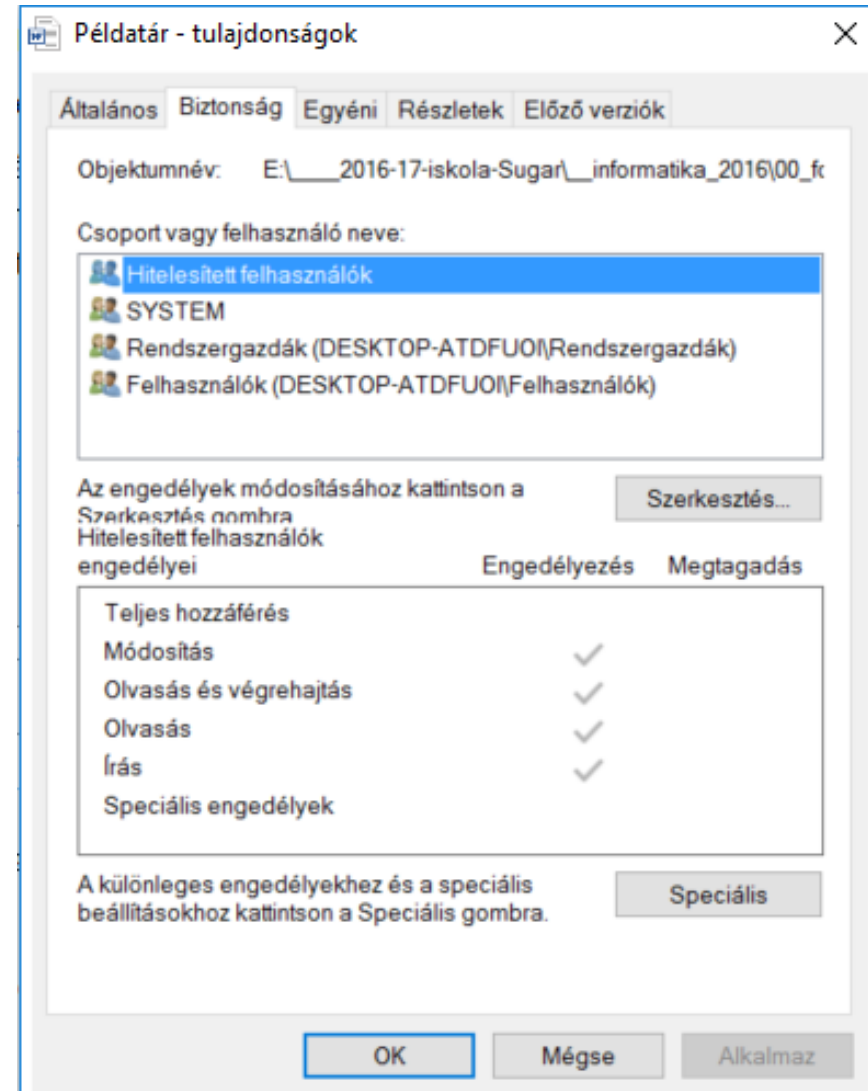 Példatár - tulajdonságok
Általános Biztonság Egyéni Részletek Előző verziók
Objektumnév: E:\____2016-17-iskola-Sugar\__informatika_2016\00_fo
Csoport vagy felhasználó neve:
Hitelesített felhasználók
SYSTEM
Rendszergazdák (DESKTOP-ATDFUOI\Rendszergazdák)
Felhasználók (DESKTOP-ATDFUOI\Felhasználók)
Az engedélyek módosításához kattintson a
Szerkesztés gombra
Szerkesztés...
Hitelesített felhasználók
engedélyei Engedélyezés Megtagadás
Teljes hozzáférés
Módosítás
Olvasás és végrehajtás
Olvasás
Írás
Speciális engedélyek
A különleges engedélyekhez és a speciális
beállításokhoz kattintson a Speciális gombra.
Speciális
OK Mégse Alkalmaz